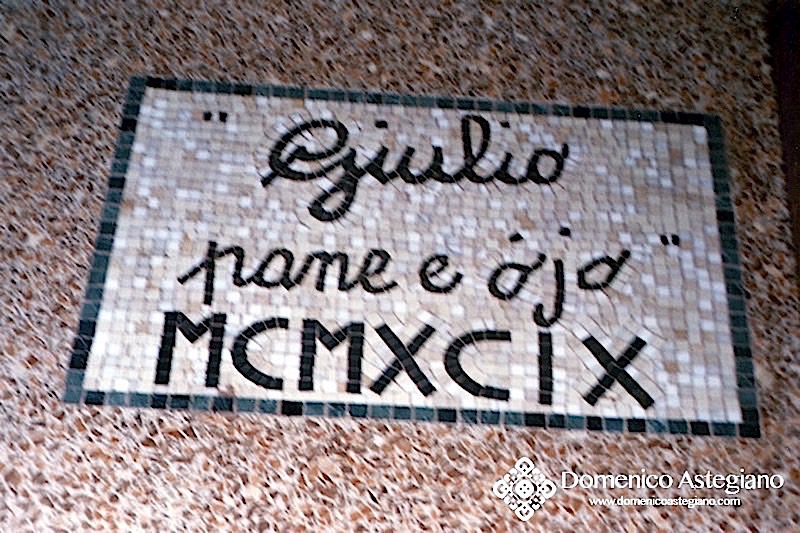 "Giulio
pane e òjo"
MCMXCIX
Domenico Astegiano
www.domenicoastegiano.com